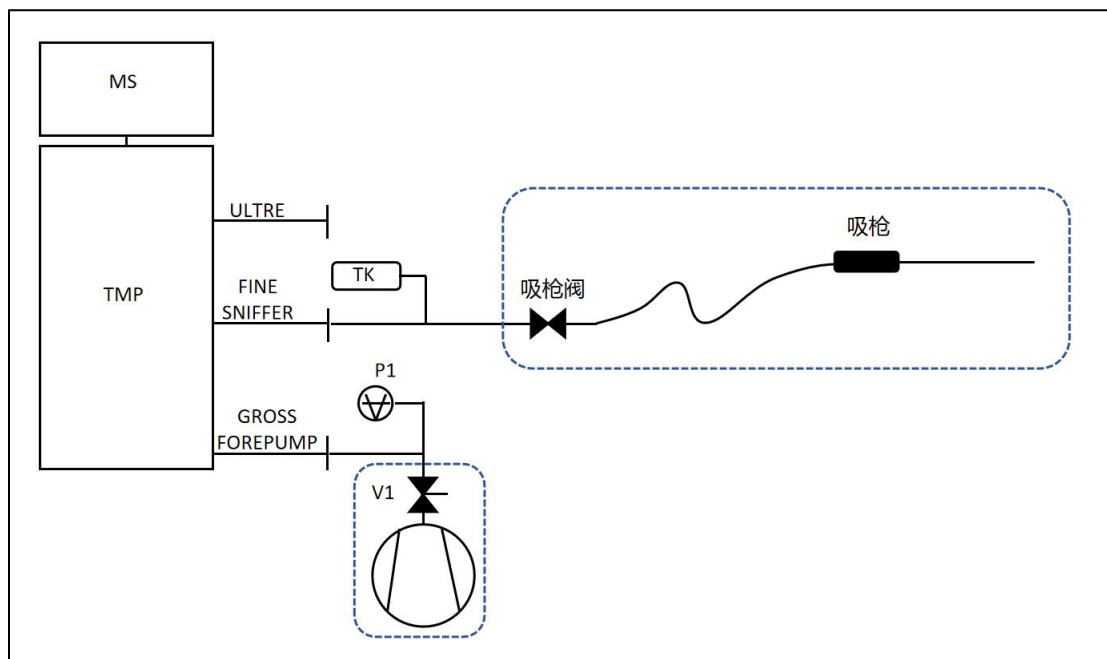 MS
TMP
ULTRE
FINE
SNIFFER
TK
吸枪阀
吸枪
P1
GROSS
FOREPUMP
V1